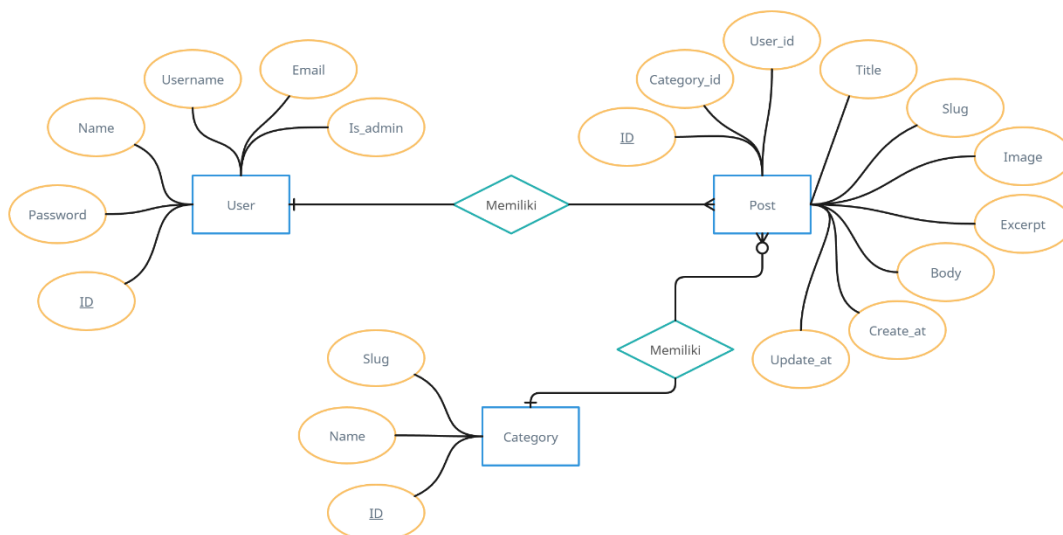 User_id
Email
Title
Username
Category_id
Slug
Name
Is_admin
ID
Image
User
Memiliki
Post
Password
Excerpt
Body
ID
Create_at
Memiliki
Slug
Update_at
Name
Category
ID